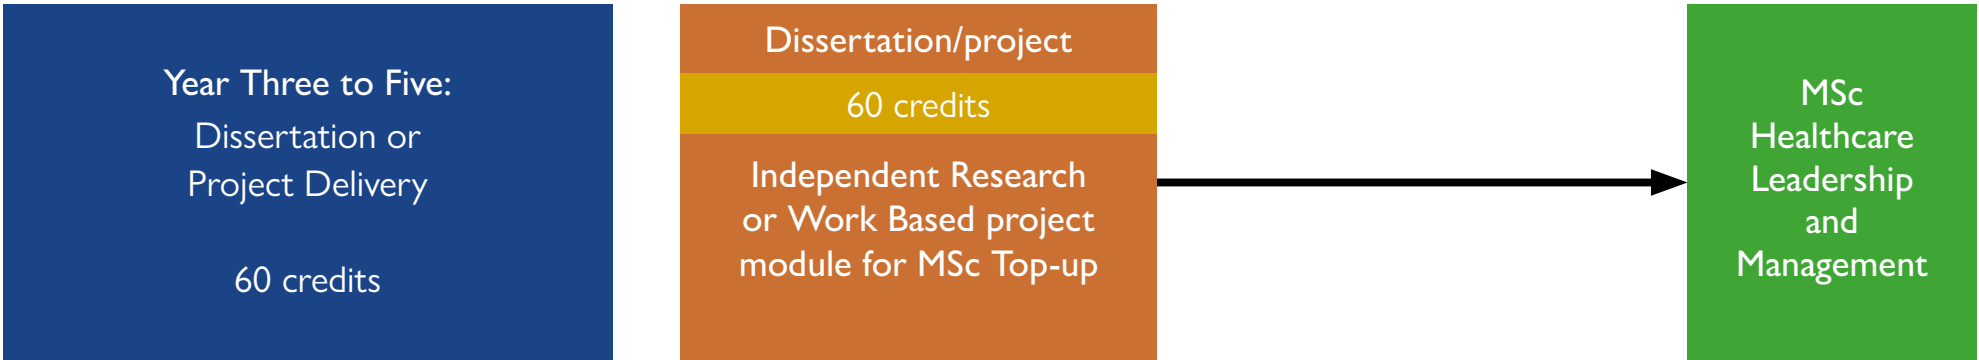 Year Three to Five:
Dissertation or
Project Delivery
60 credits
Dissertation/project
60 credits
Independent Research
or Work Based project
module for MSc Top-up
MSc
Healthcare
Leadership
and
Management